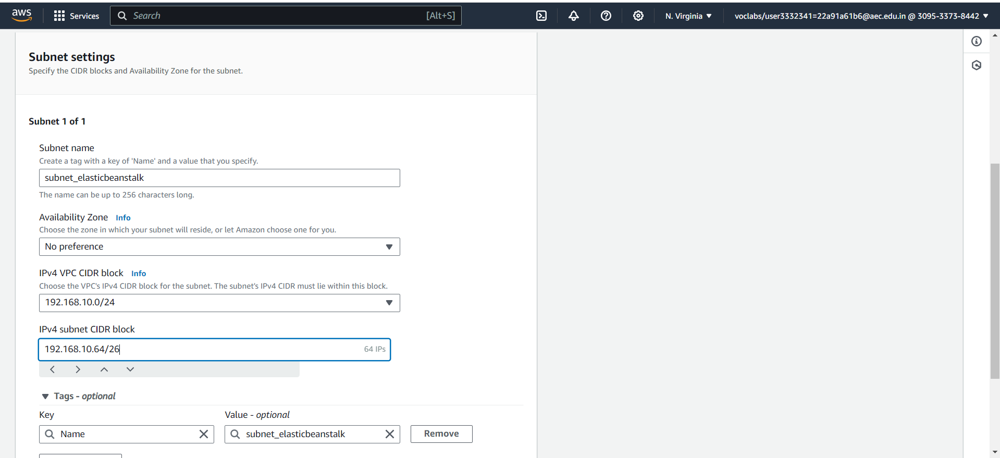 aws Services Search [Alt+S] N. Virginia voclabs/user3332341=22a91a61b6@aec.edu.in @ 3095-3373-8442
Subnet settings
Specify the CIDR blocks and Availability Zone for the subnet.
Subnet 1 of 1
Subnet name
Create a tag with a key of 'Name' and a value that you specify.
subnet_elasticbeanstalk
The name can be up to 256 characters long.
Availability Zone Info
Choose the zone in which your subnet will reside, or let Amazon choose one for you.
No preference
IPv4 VPC CIDR block Info
Choose the VPC's IPv4 CIDR block for the subnet. The subnet's IPv4 CIDR must lie within this block.
192.168.10.0/24
IPv4 subnet CIDR block
192.168.10.64/26 64 IPs
Tags - optional
Key Value - optional
Name subnet_elasticbeanstalk Remove